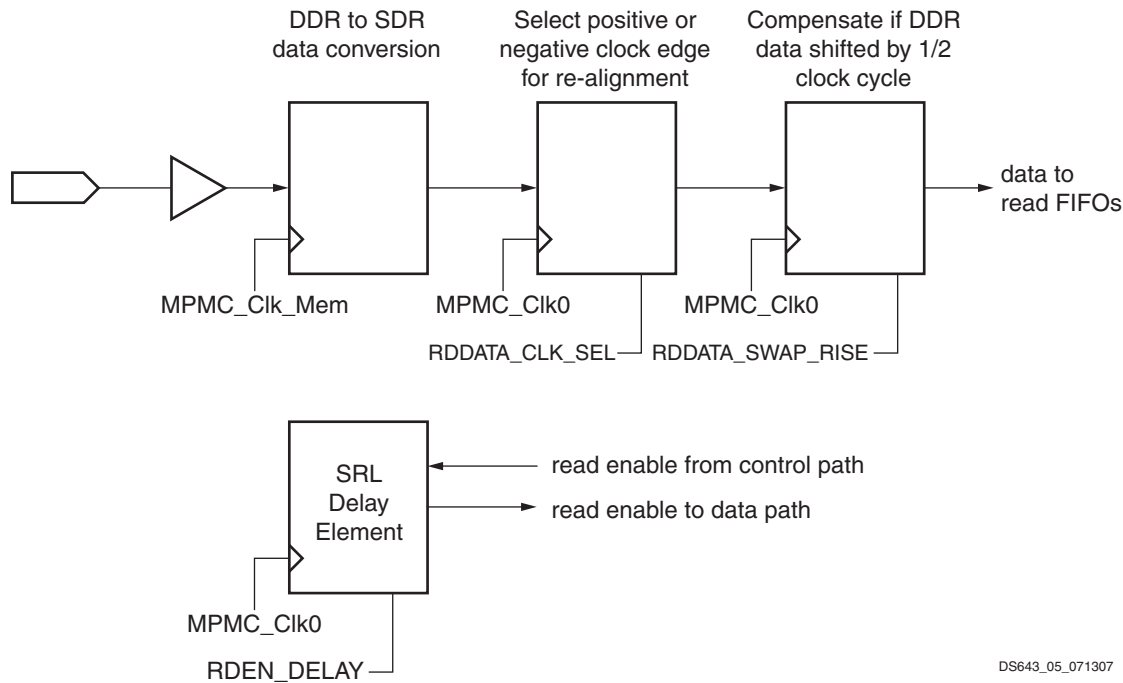 DDR to SDR
data conversion
Select positive or
negative clock edge
for re-alignment
Compensate if DDR
data shifted by 1/2
clock cycle
data to
read FIFOs
MPMC_Clk_Mem
MPMC_Clk0
MPMC_Clk0
RDDATA_CLK_SEL
RDDATA_SWAP_RISE
SRL
Delay
Element
read enable from control path
read enable to data path
MPMC_Clk0
RDEN_DELAY
DS643_05_071307